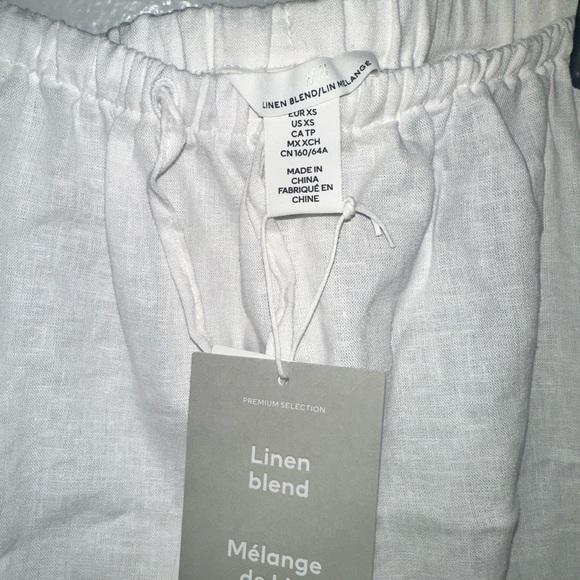 LINEN BLEND/LIN MÉLANGE
EUR XS
US XS
CA TP
MX XCH
CN 160/64A
MADE IN
CHINA
FABRIQUÉ EN
CHINE
PREMIUM SELECTION
Linen
blend
Mélange
de